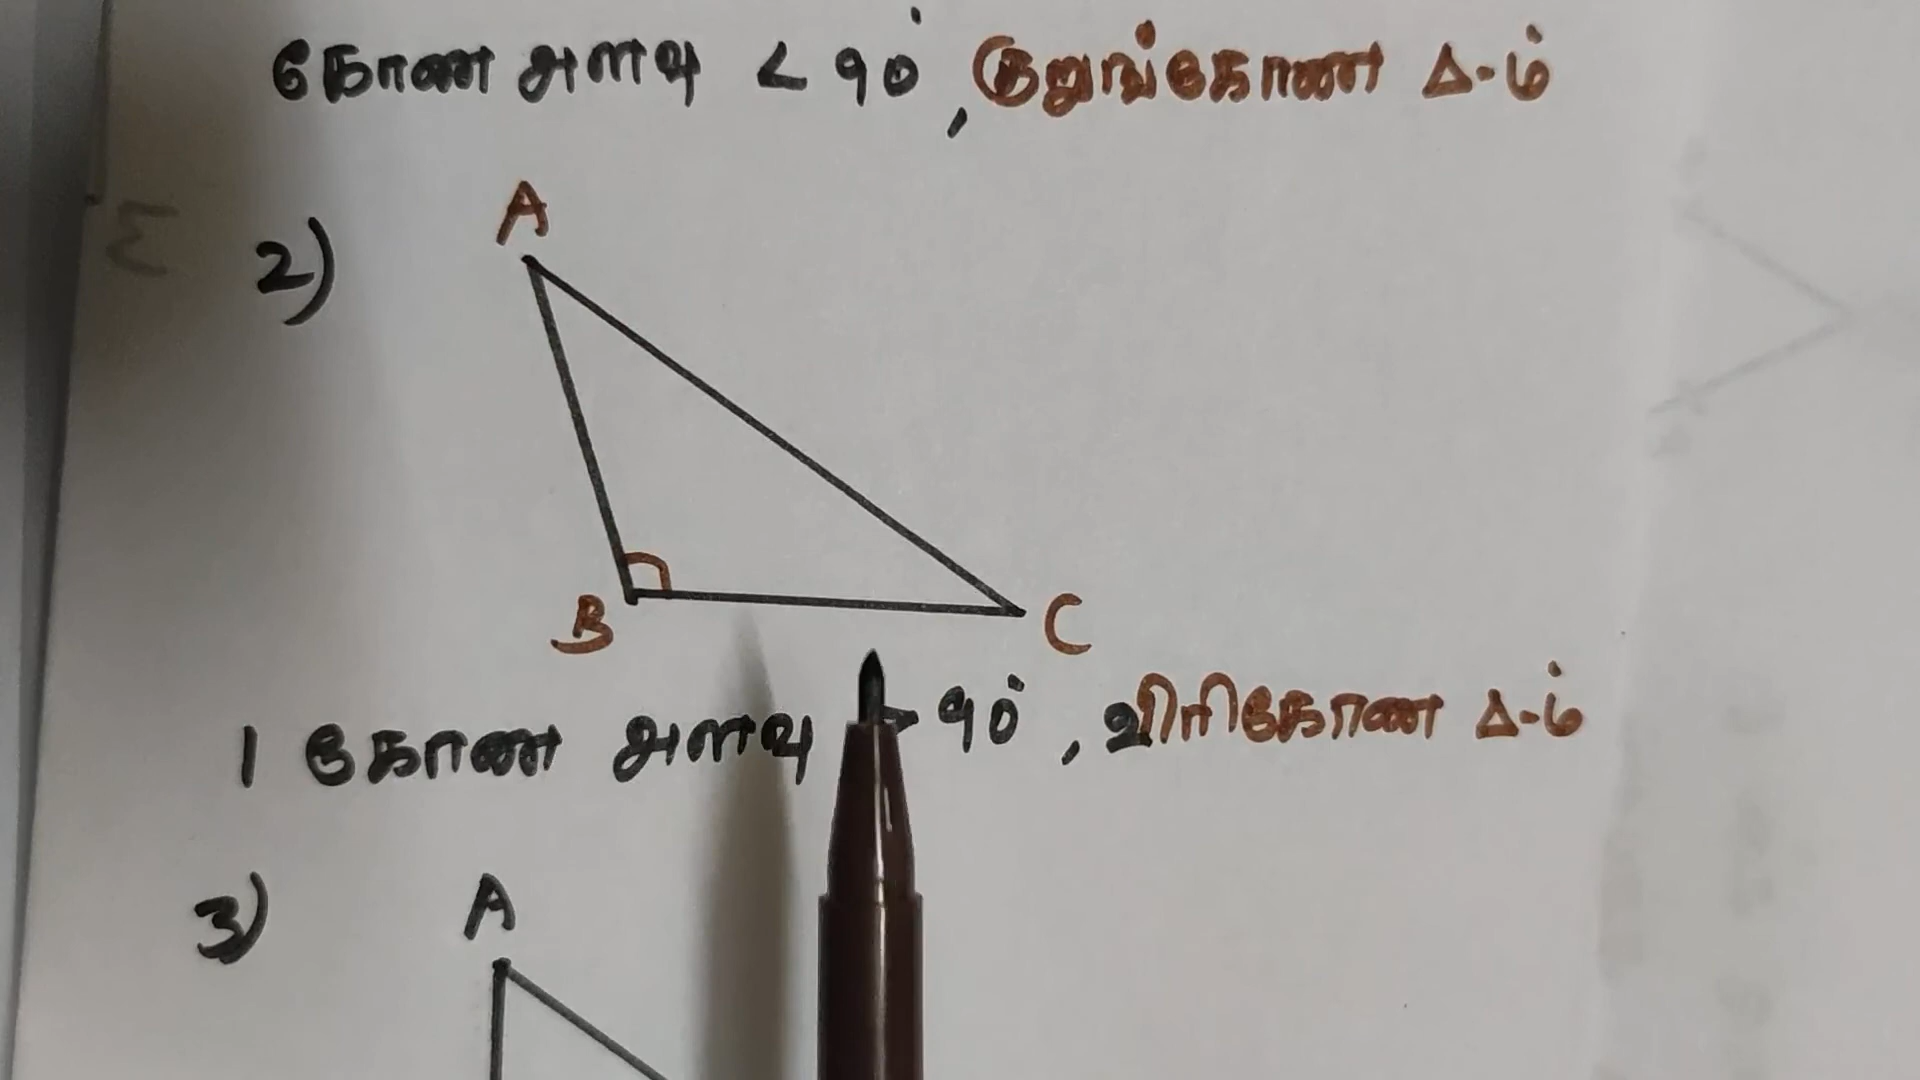 கோண அளவு < 90°, குறுங்கோண Δ-ம்
2)
A
B
C
1 கோண அளவு > 90°, விரிகோண Δ-ம்
3)
A